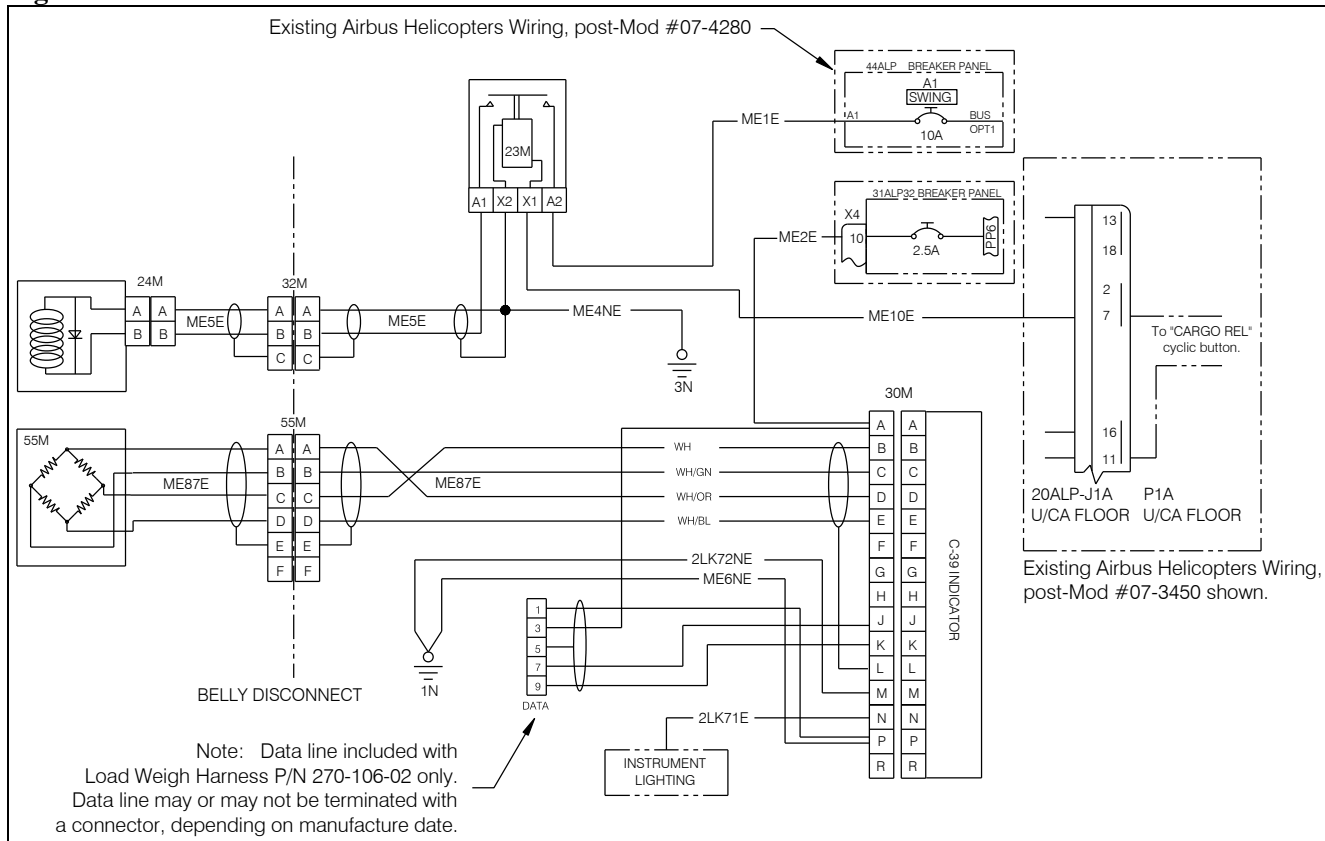 Existing Airbus Helicopters Wiring, post-Mod #07-4280
44ALP BREAKER PANEL
A1
SWING
A1
BUS
OPT1
10A
ME1E
23M
A1 X2 X1 A2
31ALP32 BREAKER PANEL
X4
10
2.5A
PP6
ME2E
13
18
2
7
16
11
To "CARGO REL"
cyclic button.
ME10E
20ALP-J1A
U/CA FLOOR
P1A
U/CA FLOOR
Existing Airbus Helicopters Wiring,
post-Mod #07-3450 shown.
24M
A A
B B
ME5E
32M
A A
B B
C C
ME5E
ME4NE
3N
55M
ME87E
55M
A A
B B
C C
D D
E E
F F
ME87E
WH
WH/GN
WH/OR
WH/BL
30M
A A
B B
C C
D D
E E
F F
G G
H H
J J
K K
L L
M M
N N
P P
R R
C-39 INDICATOR
2LK72NE
ME6NE
1N
1
3
5
7
9
DATA
2LK71E
INSTRUMENT
LIGHTING
BELLY DISCONNECT
Note: Data line included with
Load Weigh Harness P/N 270-106-02 only.
Data line may or may not be terminated with
a connector, depending on manufacture date.